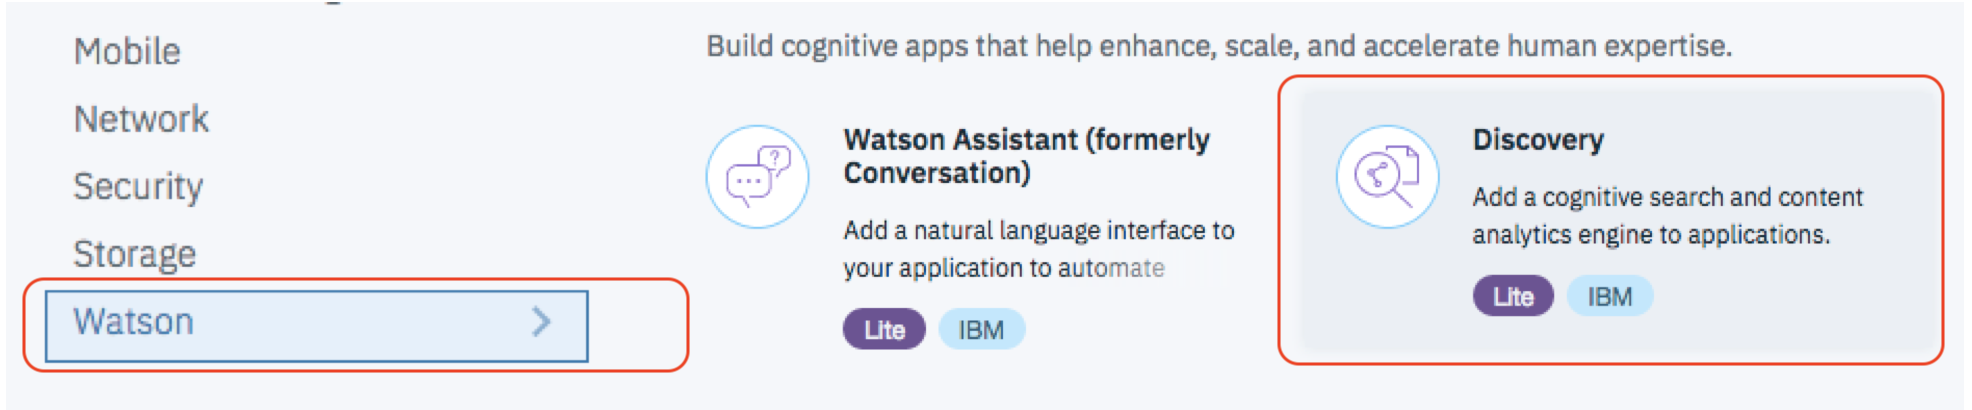 Mobile
Network
Security
Storage
Watson
Build cognitive apps that help enhance, scale, and accelerate human expertise.
Watson Assistant (formerly
Conversation)
Add a natural language interface to
your application to automate
Lite IBM
Discovery
Add a cognitive search and content
analytics engine to applications.
Lite IBM